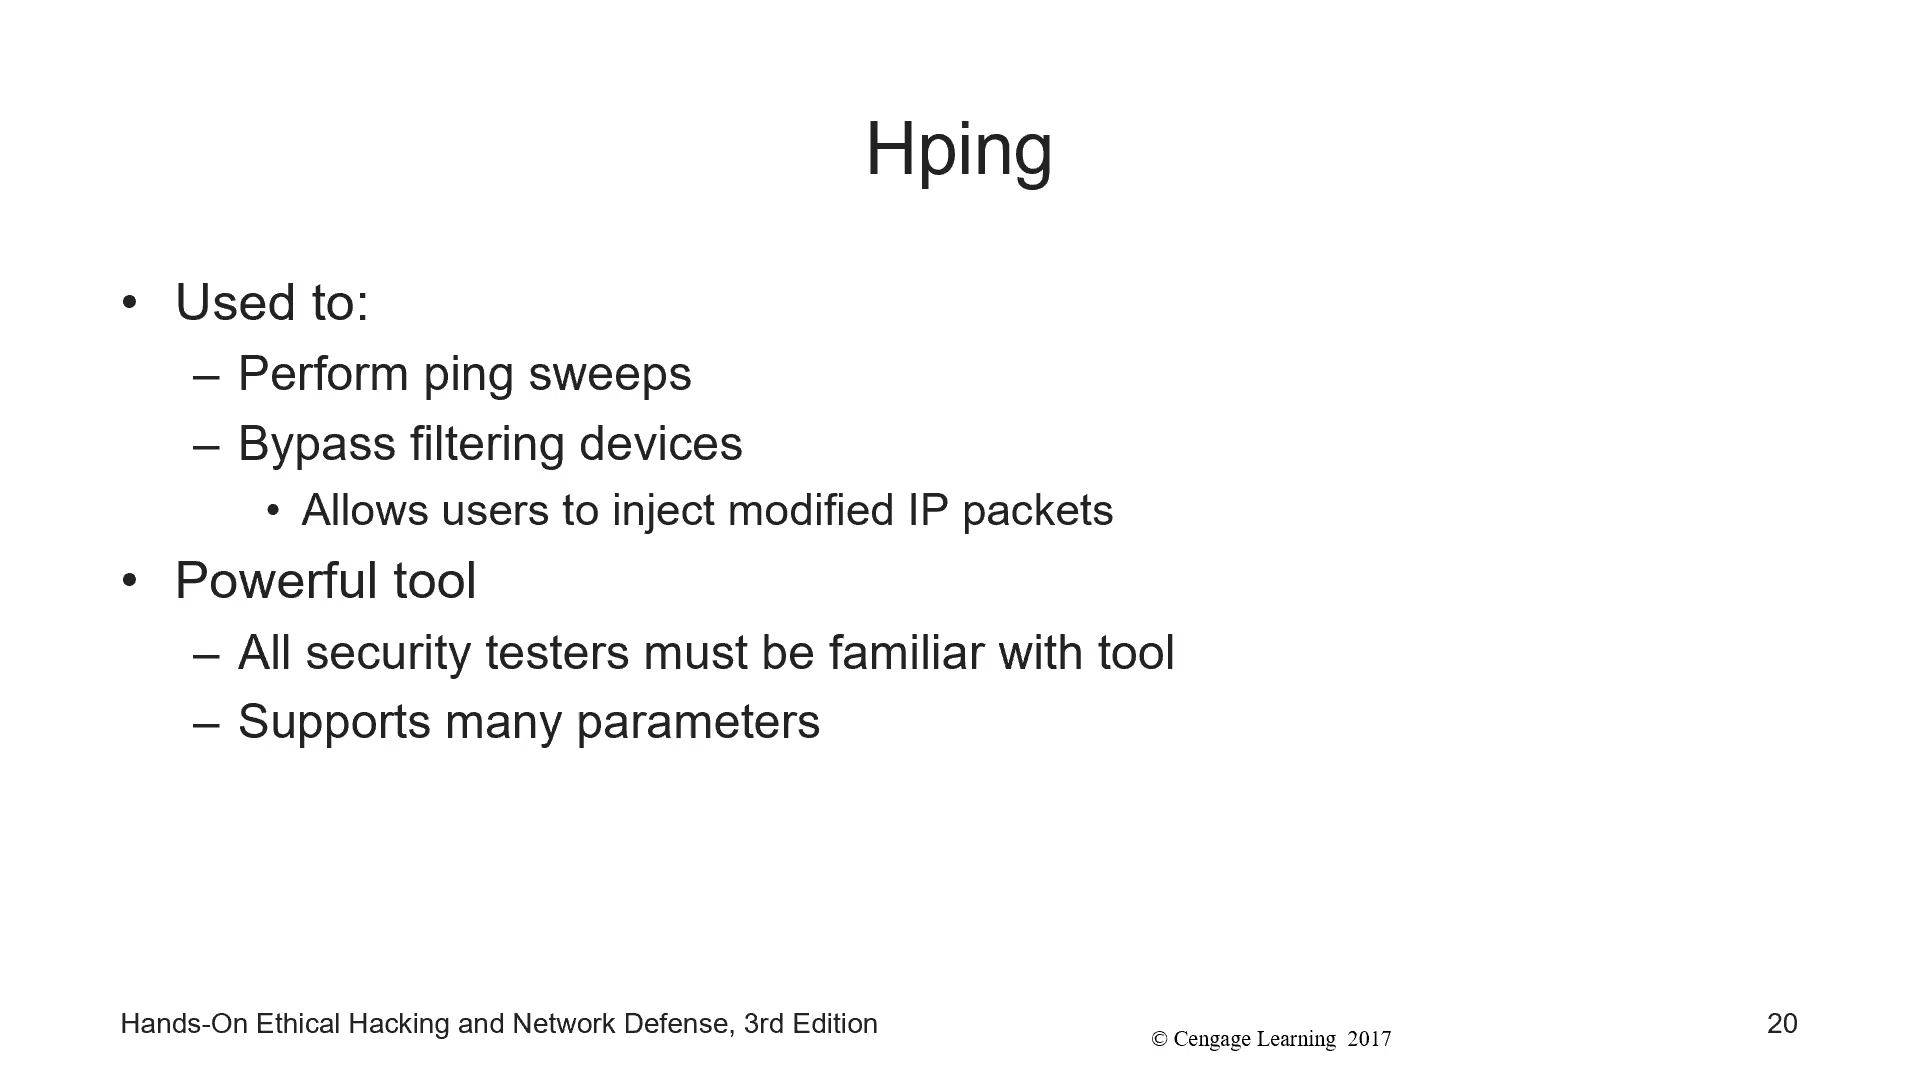 Hping
• Used to:
– Perform ping sweeps
– Bypass filtering devices
• Allows users to inject modified IP packets
• Powerful tool
– All security testers must be familiar with tool
– Supports many parameters
Hands-On Ethical Hacking and Network Defense, 3rd Edition
© Cengage Learning 2017
20